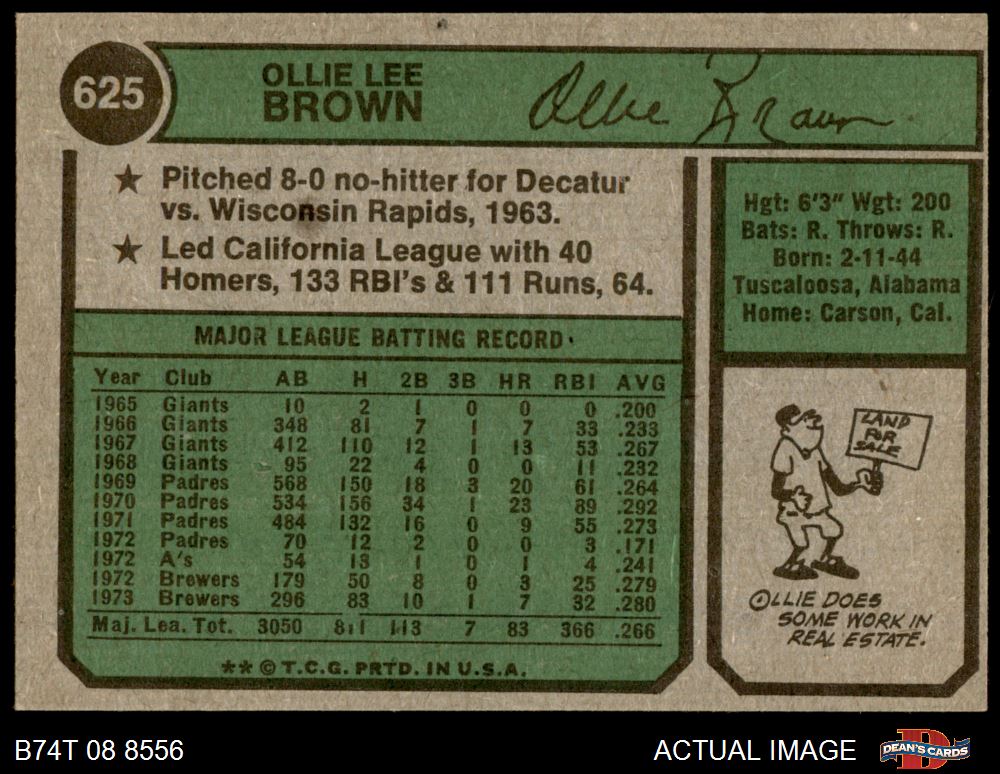 625
OLLIE LEE
BROWN
Ollie Brown
★ Pitched 8-0 no-hitter for Decatur
vs. Wisconsin Rapids, 1963.
★ Led California League with 40
Homers, 133 RBI's & 111 Runs, 64.
Hgt: 6'3" Wgt: 200
Bats: R. Throws: R.
Born: 2-11-44
Tuscaloosa, Alabama
Home: Carson, Cal.
MAJOR LEAGUE BATTING RECORD
Year Club AB H 2B 3B HR RBI AVG
1965 Giants 10 2 1 0 0 0 .200
1966 Giants 348 81 7 1 7 33 .233
1967 Giants 412 110 12 1 13 53 .267
1968 Giants 95 22 4 0 0 11 .232
1969 Padres 568 150 18 3 20 61 .264
1970 Padres 534 156 34 1 23 89 .292
1971 Padres 484 132 16 0 9 55 .273
1972 Padres 70 12 2 0 0 3 .171
1972 A's 54 13 1 0 1 4 .241
1972 Brewers 179 50 8 0 3 25 .279
1973 Brewers 296 83 10 1 7 32 .280
Maj. Lea. Tot. 3050 811 113 7 83 366 .266
** © T.C.G. PRTD. IN U.S.A.
LAND
FOR
SALE
OLLIE DOES
SOME WORK IN
REAL ESTATE.
B74T 08 8556
ACTUAL IMAGE
DEAN'S CARDS